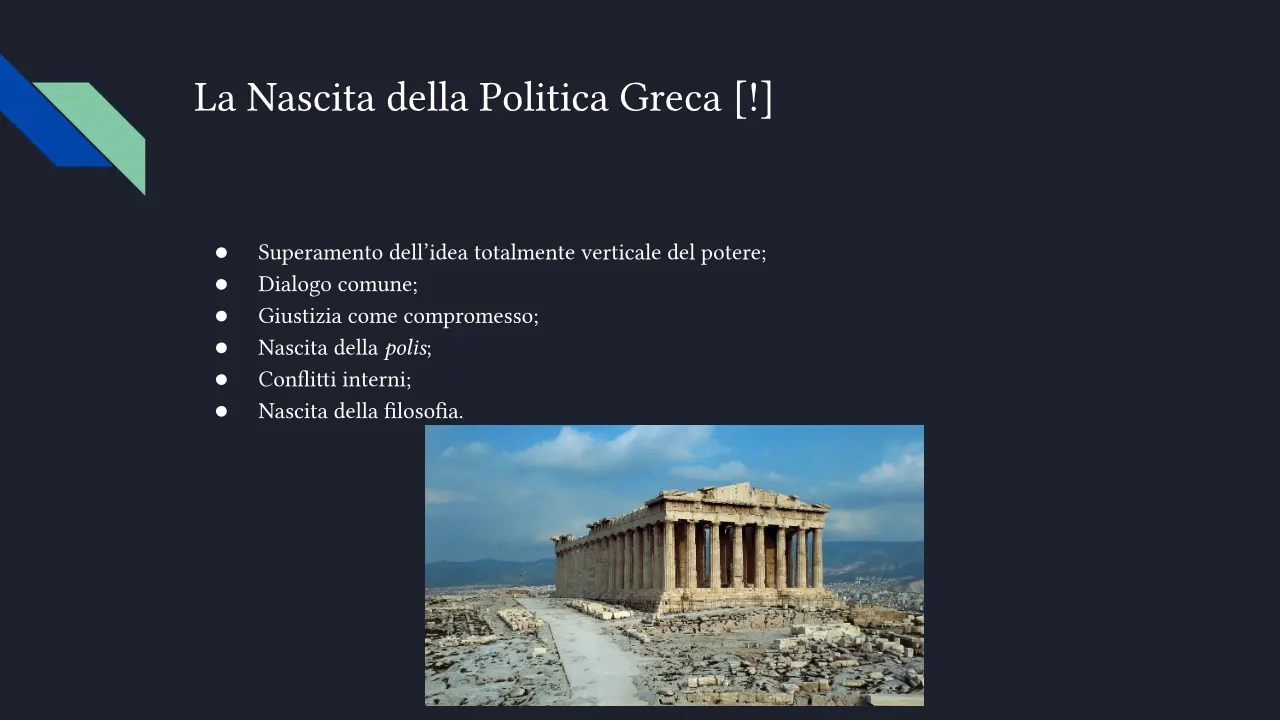 La Nascita della Politica Greca [!]
● Superamento dell’idea totalmente verticale del potere;
● Dialogo comune;
● Giustizia come compromesso;
● Nascita della polis;
● Conflitti interni;
● Nascita della filosofia.